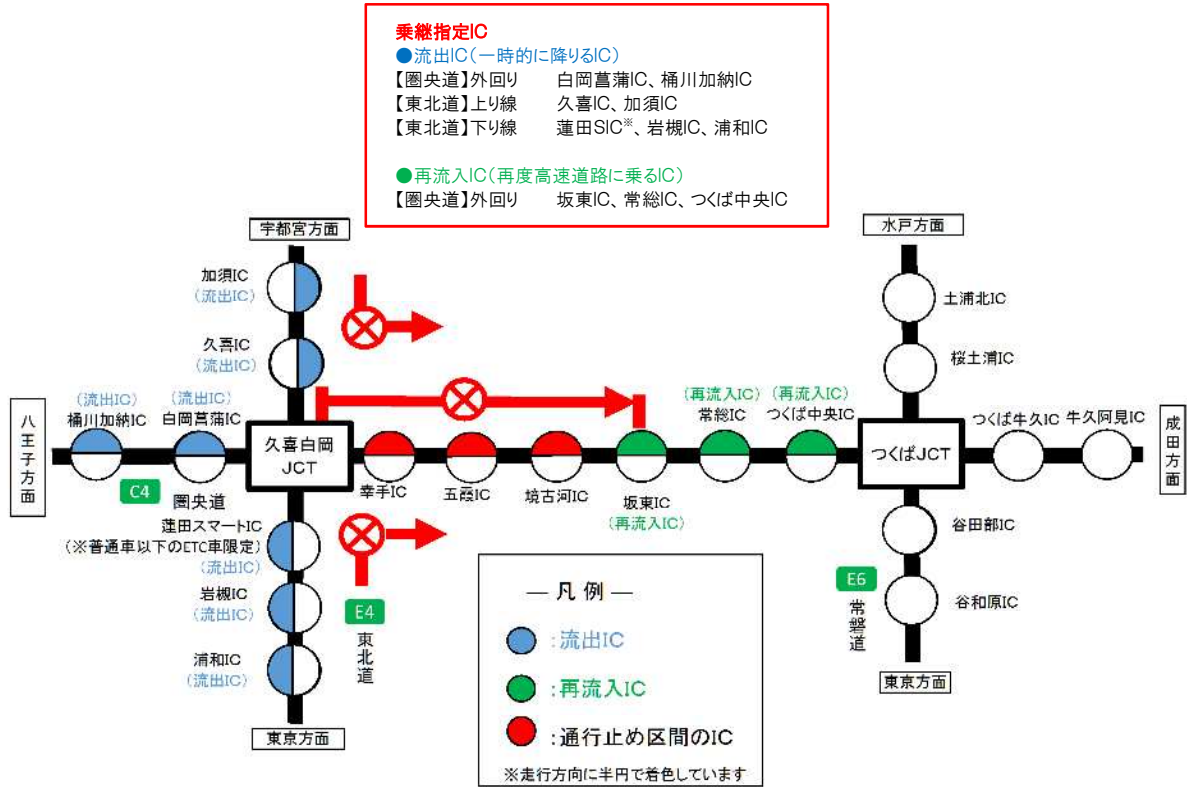 乗継指定IC
●流出IC(一時的に降りるIC)
【圏央道】外回り 白岡菖蒲IC、桶川加納IC
【東北道】上り線 久喜IC、加須IC
【東北道】下り線 蓮田SIC※、岩槻IC、浦和IC
●再流入IC(再度高速道路に乗るIC)
【圏央道】外回り 坂東IC、常総IC、つくば中央IC
宇都宮方面
水戸方面
加須IC
(流出IC)
土浦北IC
久喜IC
(流出IC)
桜土浦IC
(流出IC)
桶川加納IC
(流出IC)
白岡菖蒲IC
(再流入IC)
常総IC
(再流入IC)
つくば中央IC
つくば牛久IC
牛久阿見IC
八王子方面
久喜白岡
JCT
つくばJCT
成田方面
C4
圏央道
幸手IC
五霞IC
境古河IC
坂東IC
(再流入IC)
蓮田スマートIC
(※普通車以下のETC車限定)
(流出IC)
谷田部IC
岩槻IC
(流出IC)
E4
東北道
E6
常磐道
谷和原IC
浦和IC
(流出IC)
東京方面
東京方面
― 凡 例 ―
:流出IC
:再流入IC
:通行止め区間のIC
※走行方向に半円で着色しています